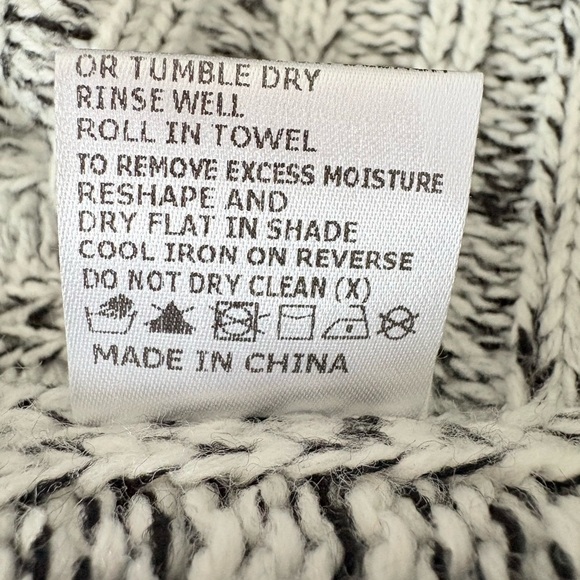 OR TUMBLE DRY
RINSE WELL
ROLL IN TOWEL
TO REMOVE EXCESS MOISTURE
RESHAPE AND
DRY FLAT IN SHADE
COOL IRON ON REVERSE
DO NOT DRY CLEAN (X)
MADE IN CHINA